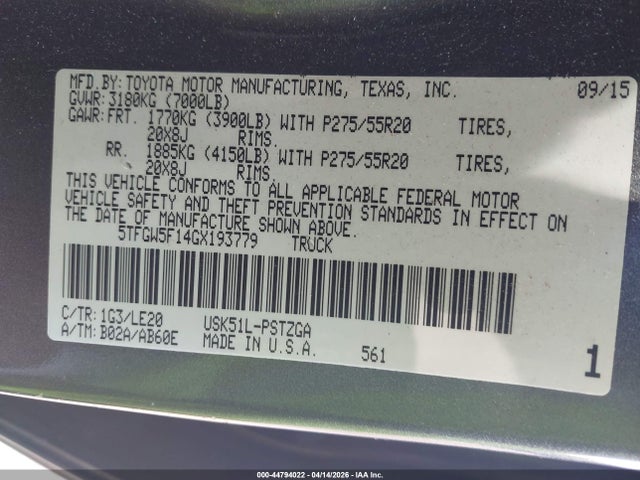 MFD.BY:TOYOTA MOTOR MANUFACTURING, TEXAS, INC. 09/15
GVWR:3180KG (7000LB)
GAWR:FRT. 1770KG (3900LB) WITH P275/55R20 TIRES,
20X8J RIMS.
RR. 1885KG (4150LB) WITH P275/55R20 TIRES,
20X8J RIMS.
THIS VEHICLE CONFORMS TO ALL APPLICABLE FEDERAL MOTOR
VEHICLE SAFETY AND THEFT PREVENTION STANDARDS IN EFFECT ON
THE DATE OF MANUFACTURE SHOWN ABOVE.
5TFGW5F14GX193779 TRUCK
C/TR:1G3/LE20 USK51L-PSTZGA
A/TM:B02A/AB60E MADE IN U.S.A. 561 1
000-44794022 - 04/14/2026 - IAA Inc.